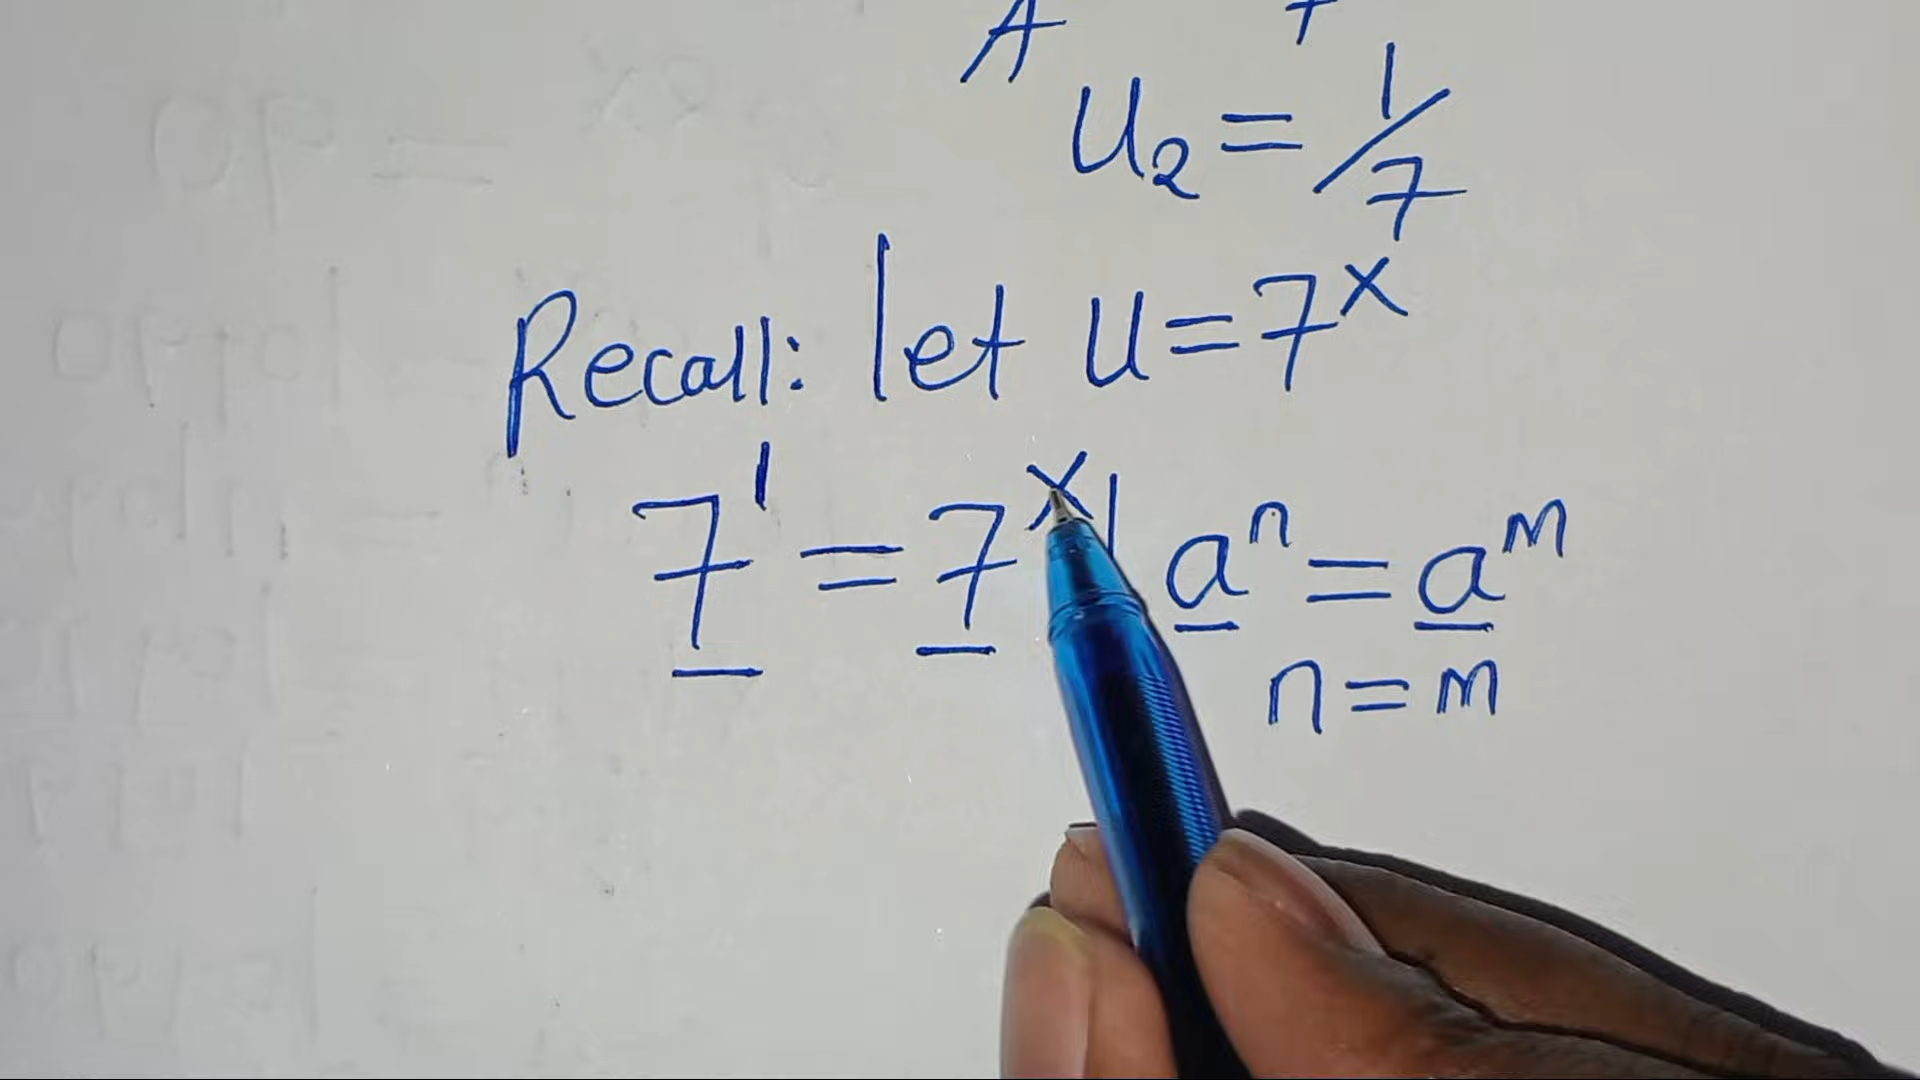 u₂ = 1/7
Recall: let u = 7ˣ
7¹ = 7ˣ | aⁿ = aᵐ
n = m